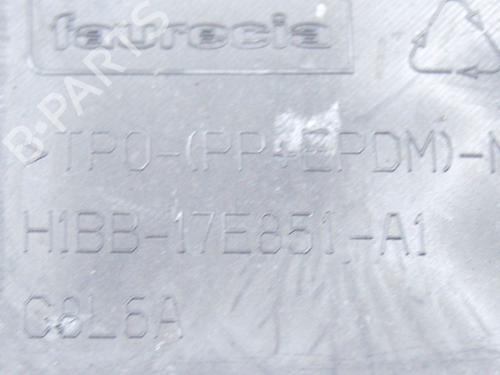 faurecia
>TPO-(PP+EPDM)-M
H1BB-17E851-A1
C8L6A
B-PARTS